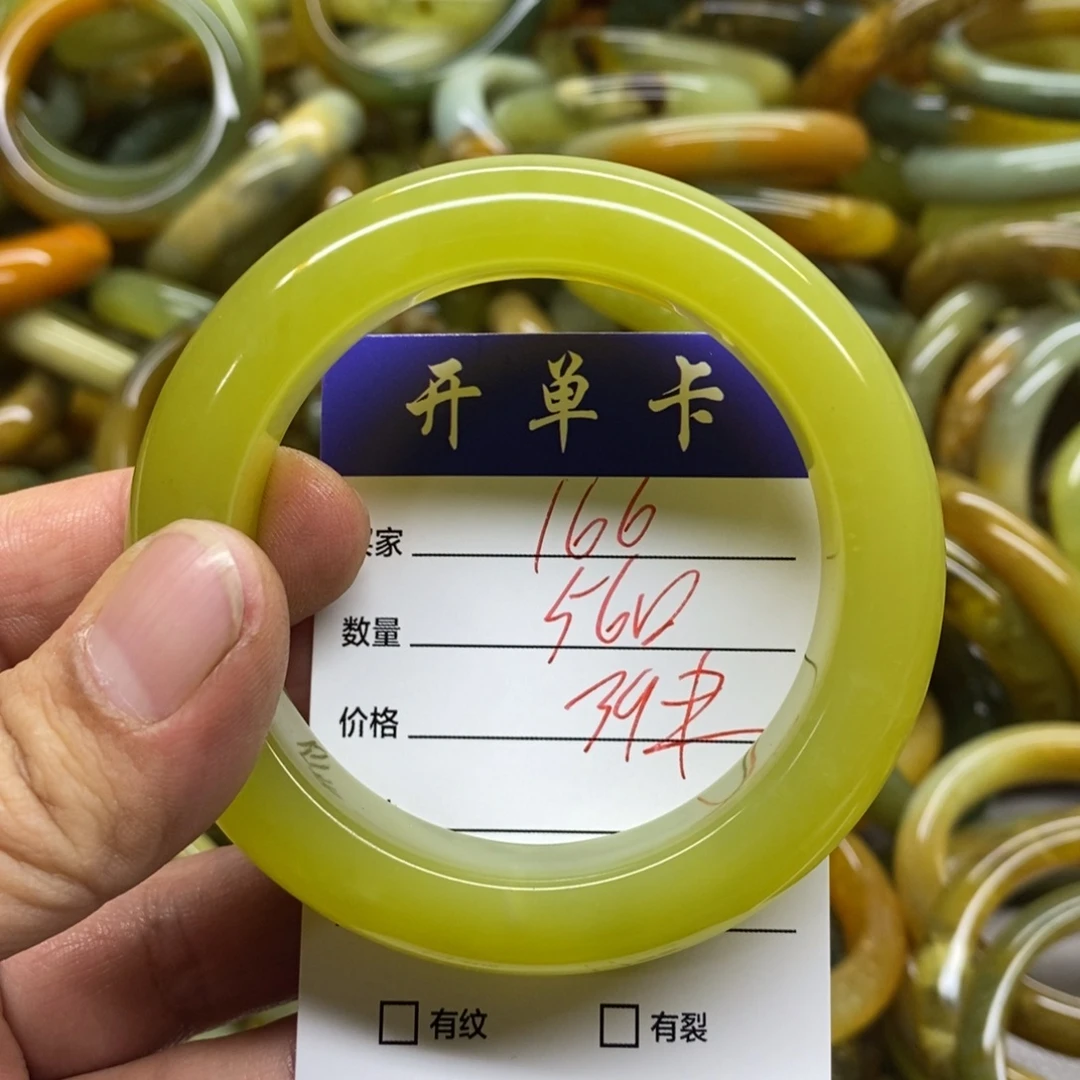 开单卡
家 166
数量 560
价格 39
有纹 有裂